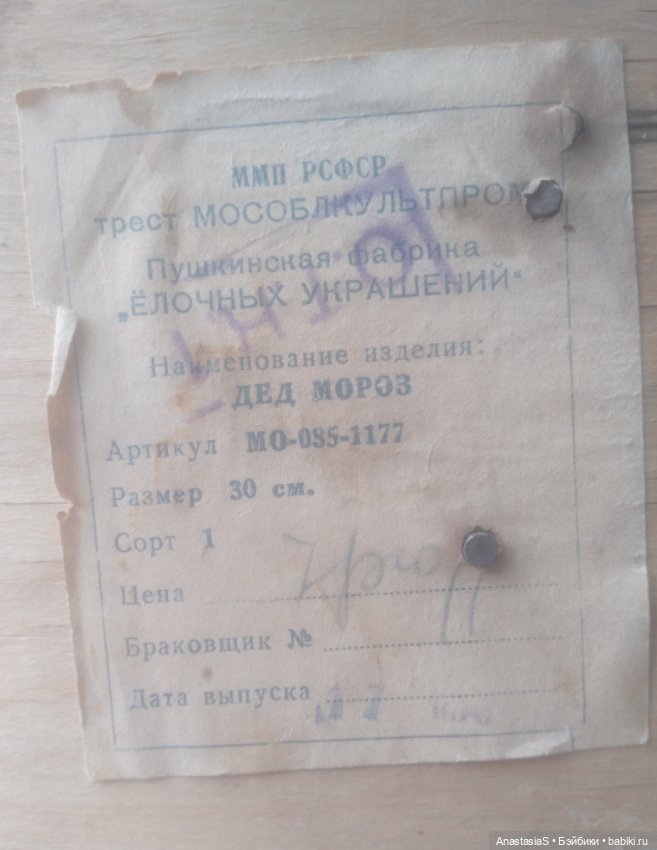 ММП РСФСР
трест МОСОБЛКУЛЬТПРОМ
Пушкинская фабрика
„ЁЛОЧНЫХ УКРАШЕНИЙ"
Наименование изделия:
ДЕД МОРОЗ
Артикул МО-085-1177
Размер 30 см.
Сорт 1
Цена
Браковщик №
Дата выпуска
AnastasiaS • Бэйбики • babiki.ru